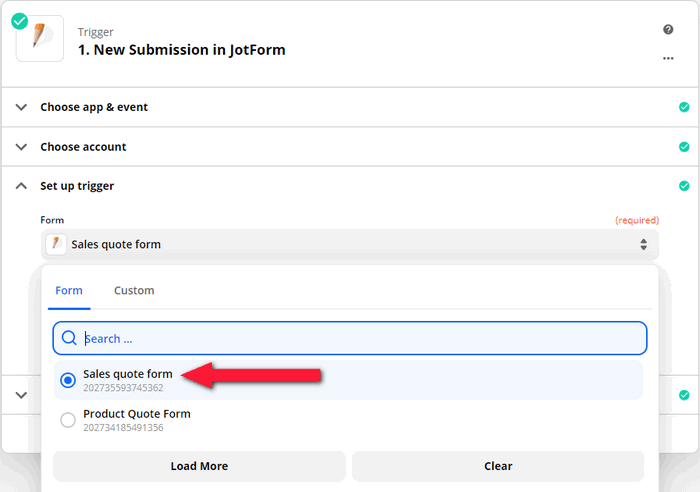 Trigger
1. New Submission in JotForm
Choose app & event
Choose account
Set up trigger
Form
(required)
Sales quote form
Form
Custom
Search ...
Sales quote form
202735593745362
Product Quote Form
202734185491356
Load More
Clear